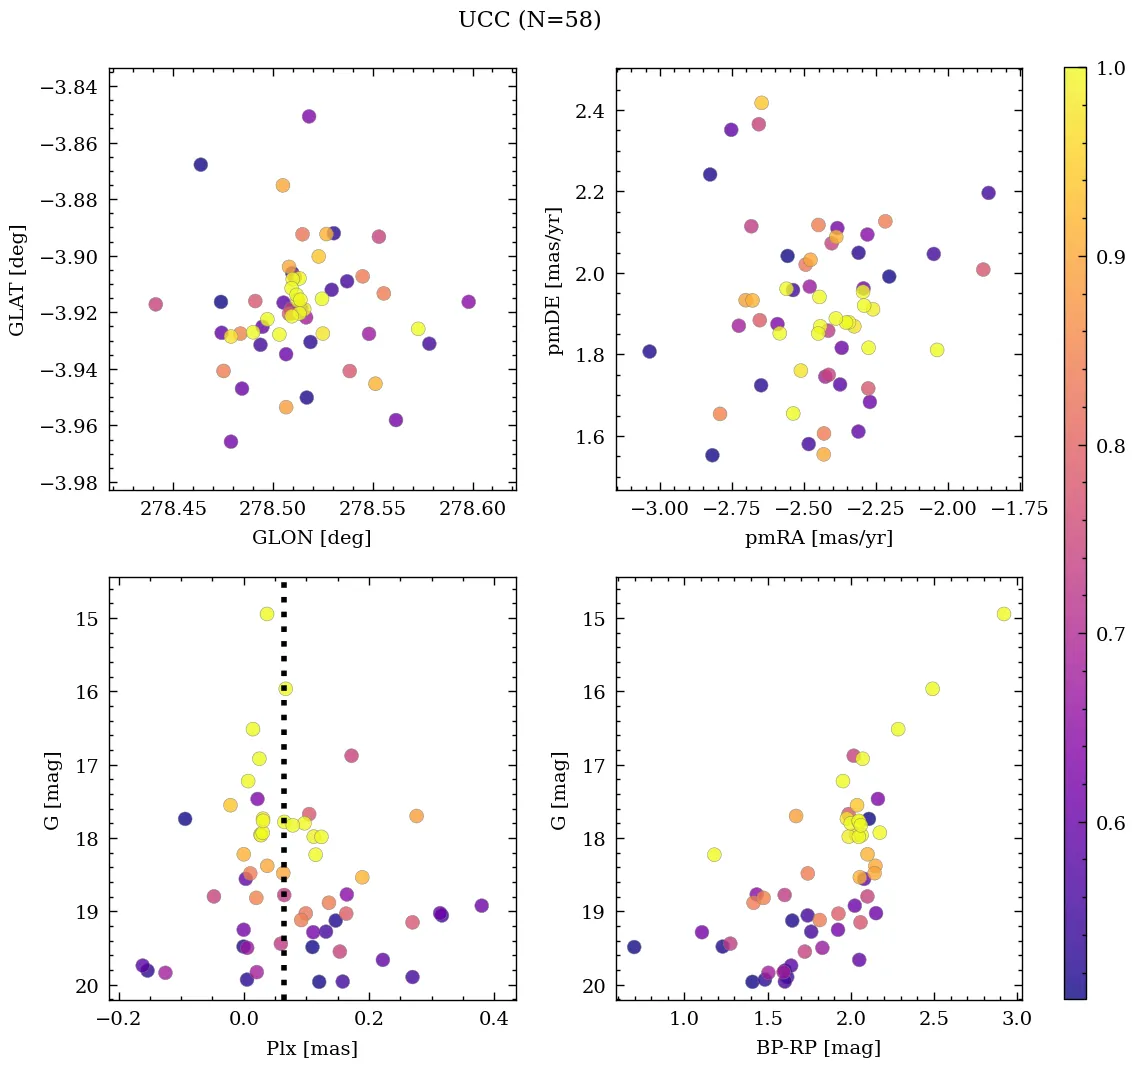 UCC (N=58)
−3.84
−3.86
−3.88
−3.90
−3.92
−3.94
−3.96
−3.98
GLAT [deg]
278.45 278.50 278.55 278.60
GLON [deg]
2.4
2.2
2.0
1.8
1.6
pmDE [mas/yr]
−3.00 −2.75 −2.50 −2.25 −2.00 −1.75
pmRA [mas/yr]
15
16
17
18
19
20
G [mag]
−0.2 0.0 0.2 0.4
Plx [mas]
15
16
17
18
19
20
G [mag]
1.0 1.5 2.0 2.5 3.0
BP-RP [mag]
1.0
0.9
0.8
0.7
0.6